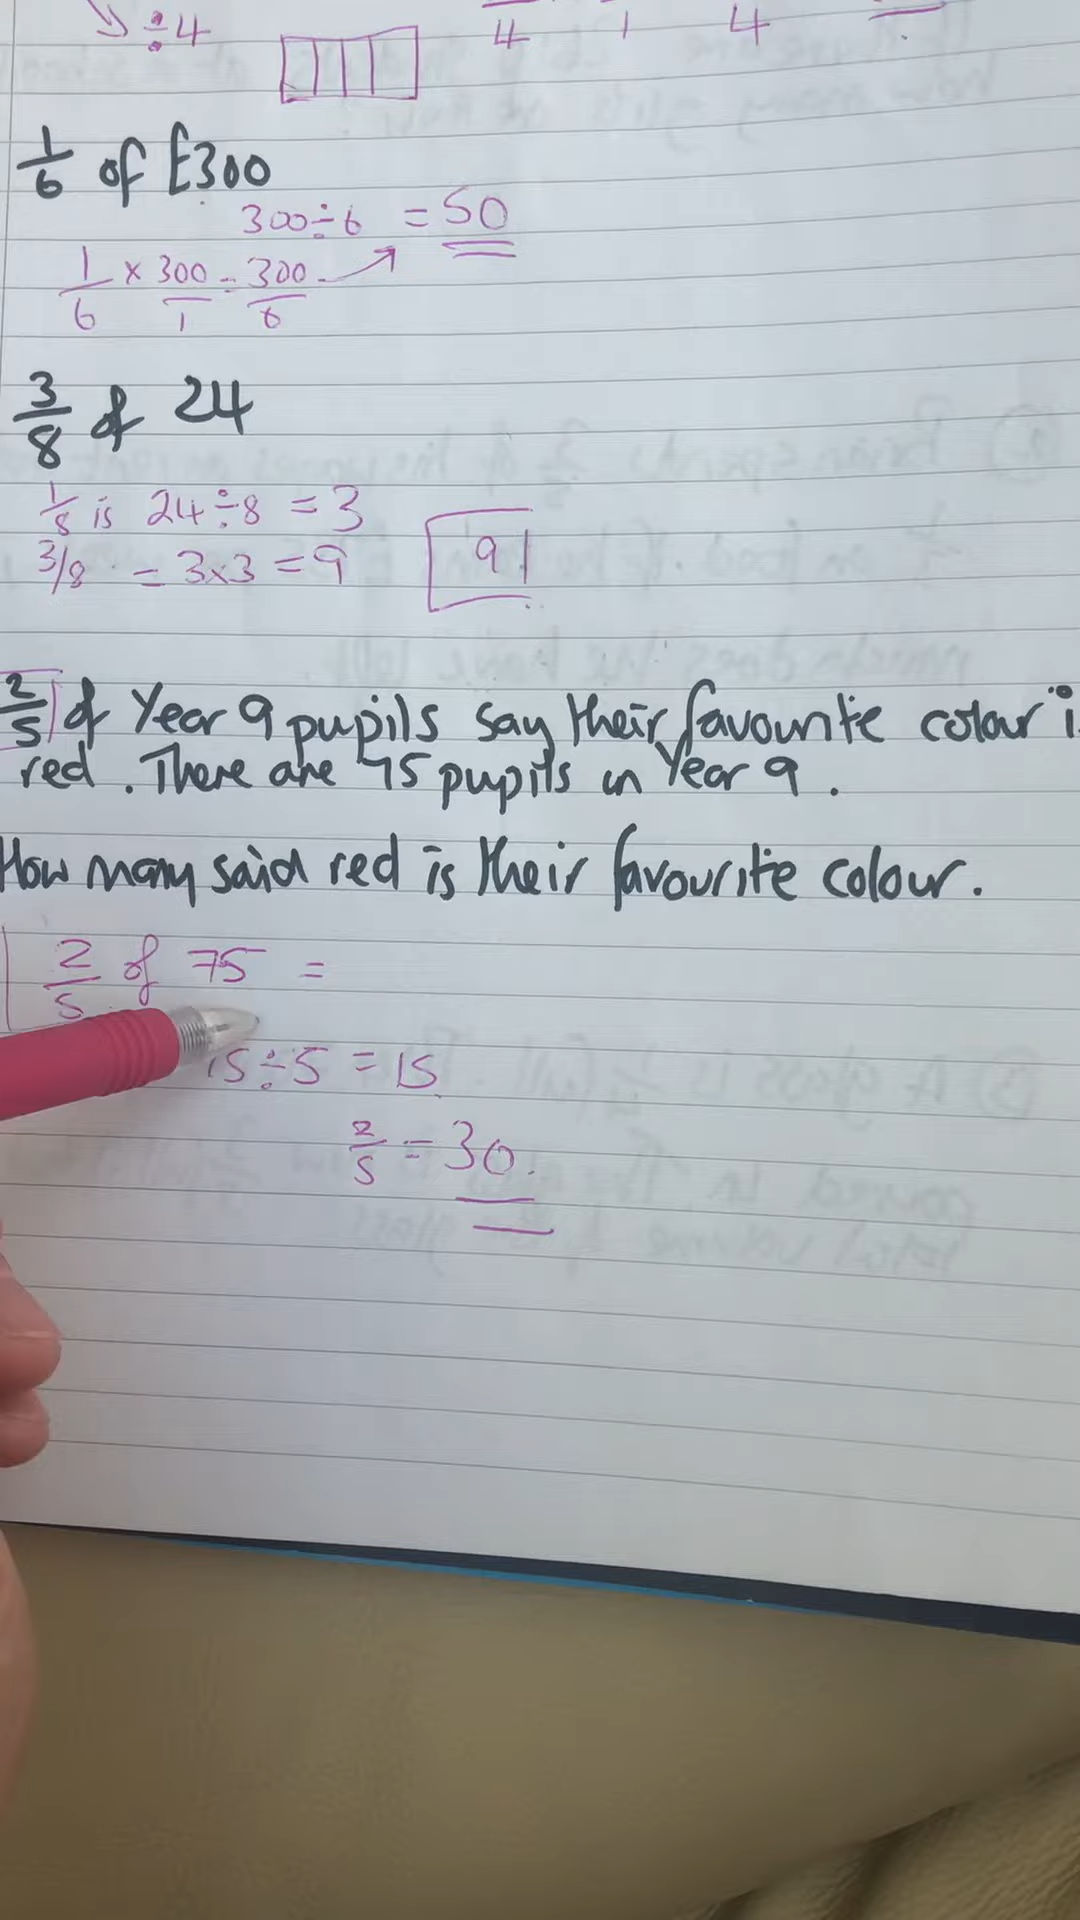 ÷4
4 1 4
1/6 of £300
300÷6 = 50
1/6 × 300/1 = 300/6
3/8 of 24
1/8 is 24÷8 = 3
3/8 = 3×3 = 9 9
2/5 of Year 9 pupils say their favourite colour i
red. There are 75 pupils in Year 9.
How many said red is their favourite colour.
2/5 of 75 =
15÷5 = 15
2/5 = 30.